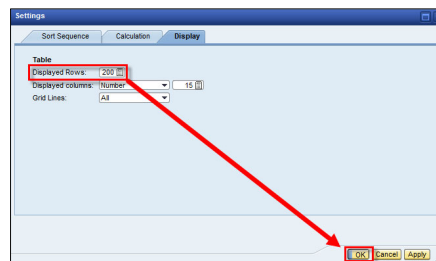 Settings
Sort Sequence Calculation Display
Table
Displayed Rows: 200
Displayed columns: Number 15
Grid Lines: All
OK Cancel Apply